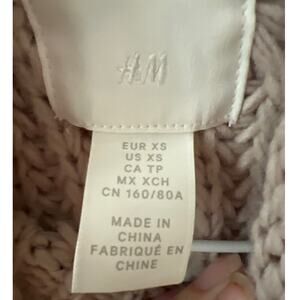 H&M
EUR XS
US XS
CA TP
MX XCH
CN 160/80A
MADE IN
CHINA
FABRIQUÉ EN
CHINE